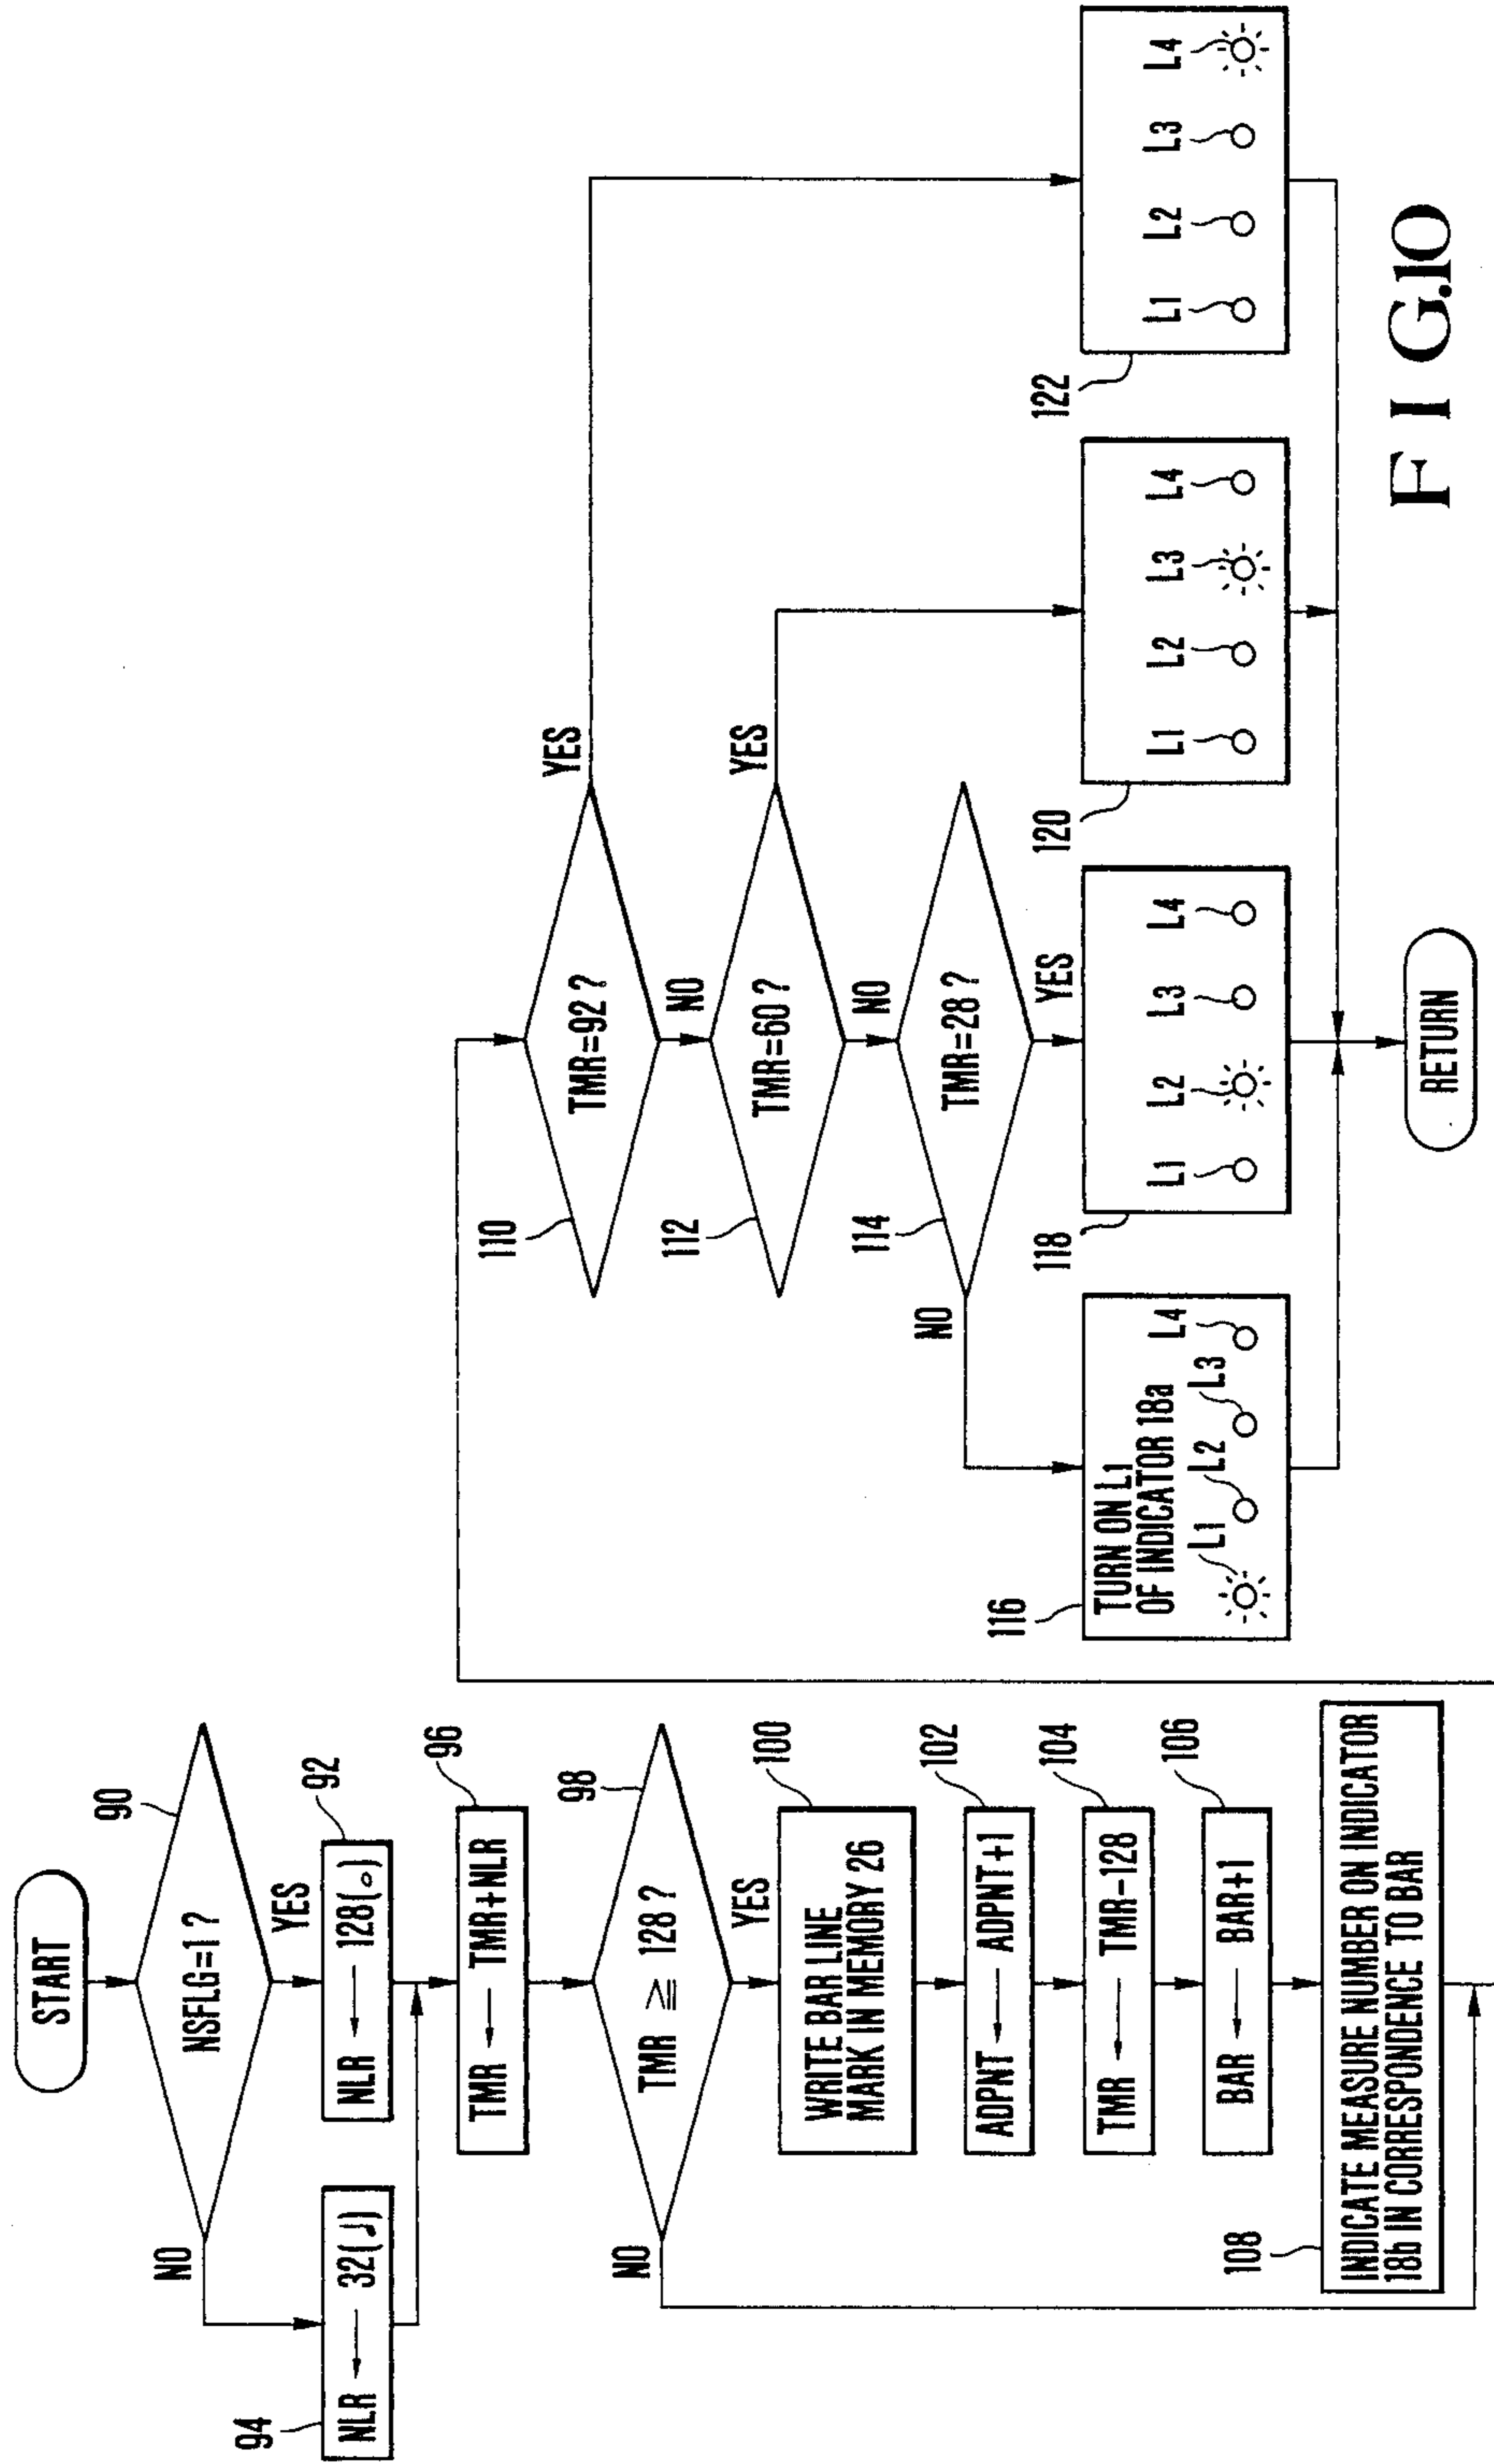 START
90
NSFLG=1 ?
NO
YES
94
NLR ← 32(♩)
92
NLR ← 128(𝅝)
96
TMR ← TMR+NLR
98
TMR ≧ 128 ?
NO
YES
100
WRITE BAR LINE
MARK IN MEMORY 26
102
ADPNT ← ADPNT+1
104
TMR ← TMR-128
106
BAR ← BAR+1
108
INDICATE MEASURE NUMBER ON INDICATOR
18b IN CORRESPONDENCE TO BAR
110
TMR=92 ?
YES
NO
112
TMR=60 ?
YES
NO
114
TMR=28 ?
NO
YES
116
TURN ON L1
OF INDICATOR 18a
L1 L2 L3 L4
118
L1 L2 L3 L4
120
L1 L2 L3 L4
122
L1 L2 L3 L4
RETURN
FIG.10